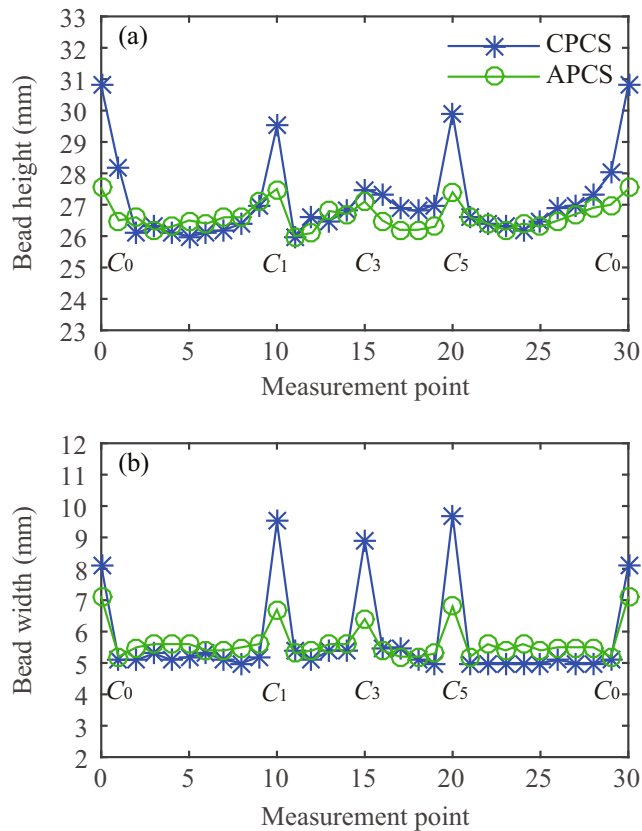 (a)
CPCS
APCS
Bead height (mm)
33
32
31
30
29
28
27
26
25
24
23
C0 C1 C3 C5 C0
0 5 10 15 20 25 30
Measurement point
(b)
Bead width (mm)
12
11
10
9
8
7
6
5
4
3
2
C0 C1 C3 C5 C0
0 5 10 15 20 25 30
Measurement point